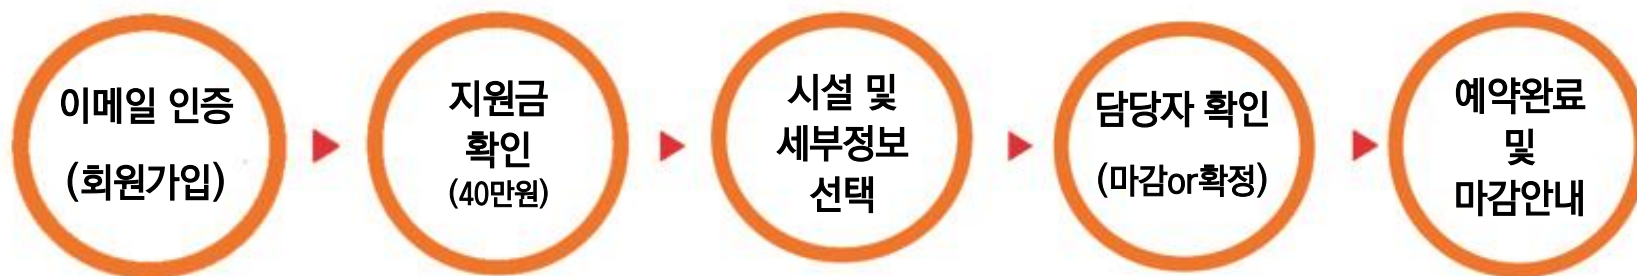 이메일 인증
(회원가입)
지원금
확인
(40만원)
시설 및
세부정보
선택
담당자 확인
(마감or확정)
예약완료
및
마감안내